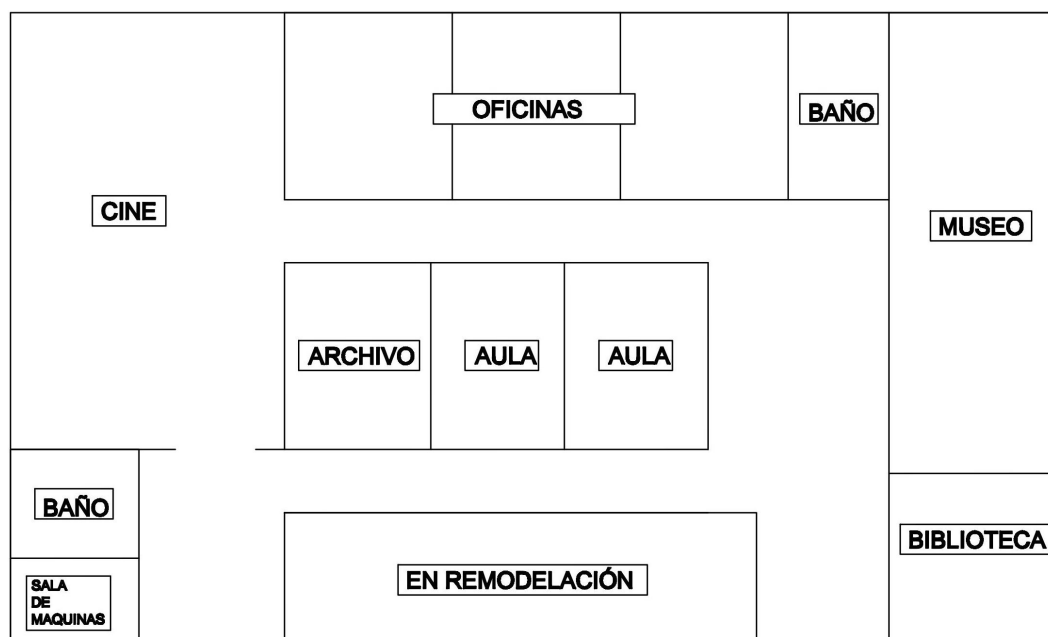 OFICINAS
BAÑO
CINE
MUSEO
ARCHIVO
AULA
AULA
BAÑO
BIBLIOTECA
EN REMODELACIÓN
SALA
DE
MAQUINAS